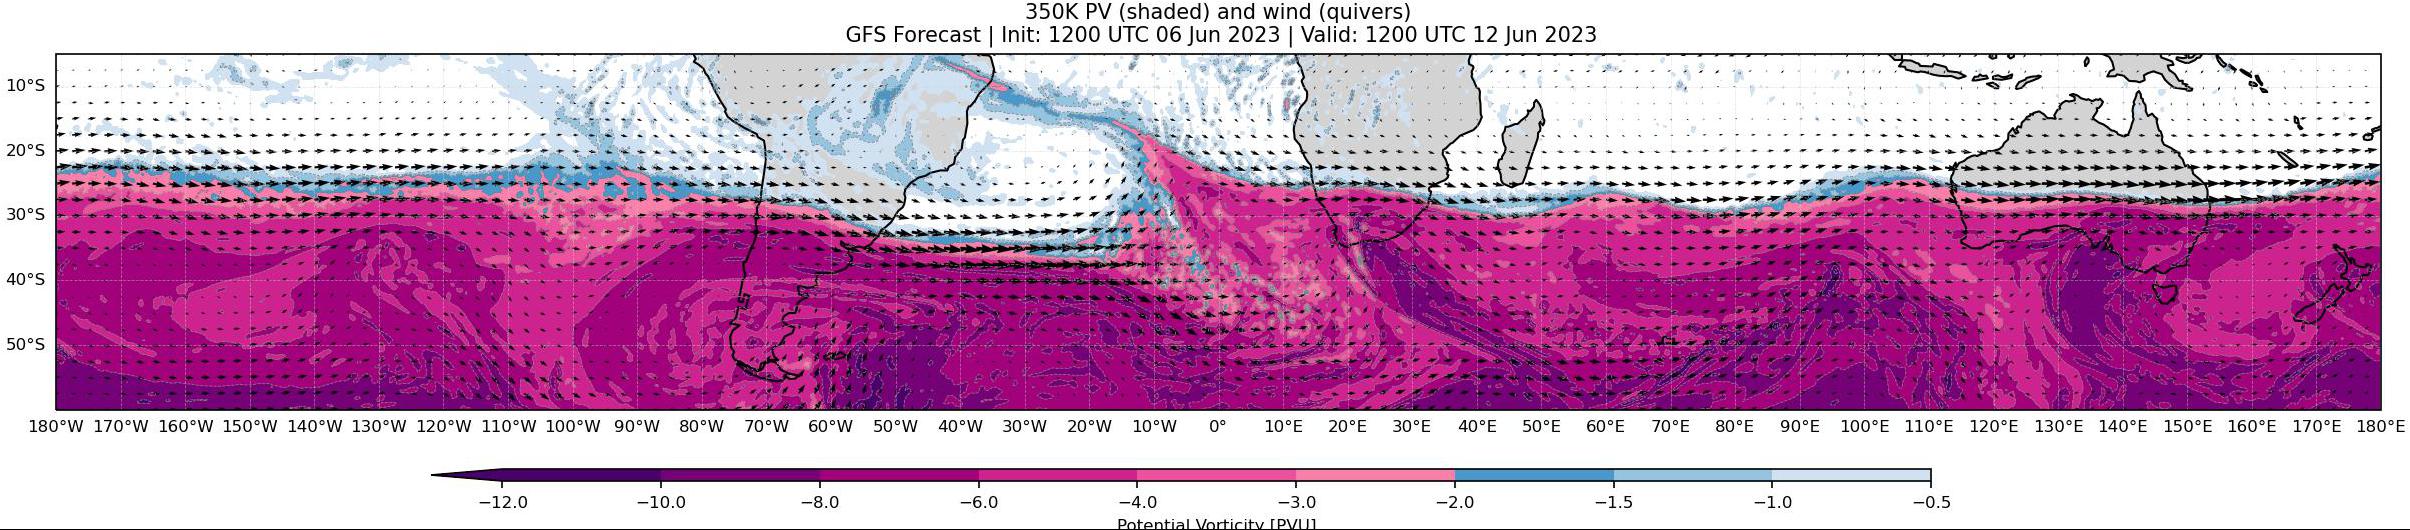 350K PV (shaded) and wind (quivers)
GFS Forecast | Init: 1200 UTC 06 Jun 2023 | Valid: 1200 UTC 12 Jun 2023
10°S
20°S
30°S
40°S
50°S
180°W 170°W 160°W 150°W 140°W 130°W 120°W 110°W 100°W 90°W 80°W 70°W 60°W 50°W 40°W 30°W 20°W 10°W 0° 10°E 20°E 30°E 40°E 50°E 60°E 70°E 80°E 90°E 100°E 110°E 120°E 130°E 140°E 150°E 160°E 170°E 180°E
−12.0 −10.0 −8.0 −6.0 −4.0 −3.0 −2.0 −1.5 −1.0 −0.5
Potential Vorticity [PVU]